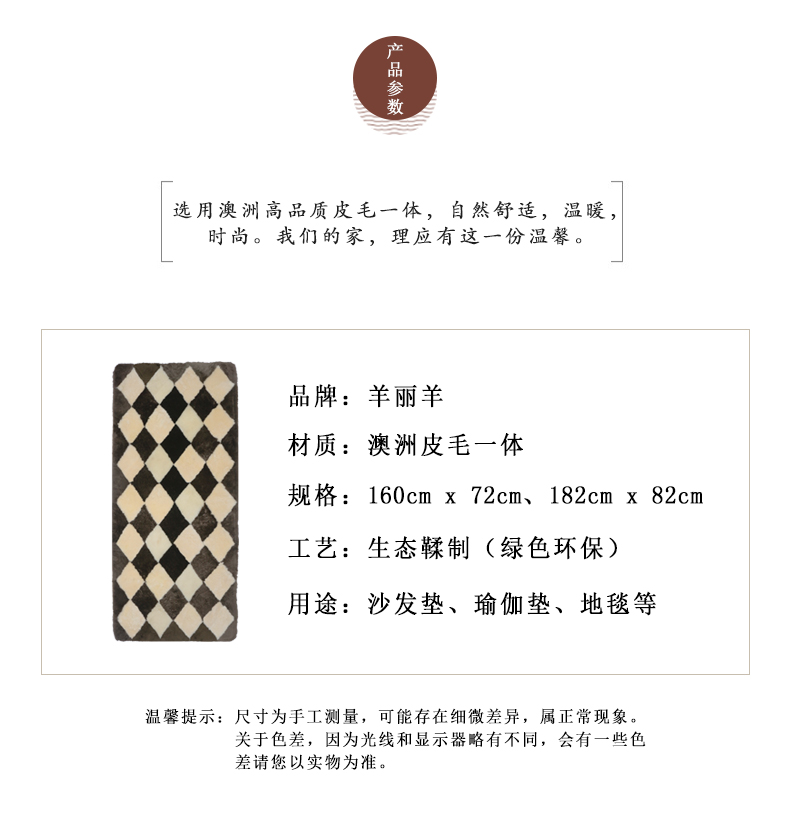 产品参数
选用澳洲高品质皮毛一体，自然舒适，温暖，
时尚。我们的家，理应有这一份温馨。
品牌：羊丽羊
材质：澳洲皮毛一体
规格：160cm x 72cm、182cm x 82cm
工艺：生态鞣制（绿色环保）
用途：沙发垫、瑜伽垫、地毯等
温馨提示：尺寸为手工测量，可能存在细微差异，属正常现象。
关于色差，因为光线和显示器略有不同，会有一些色
差请您以实物为准。